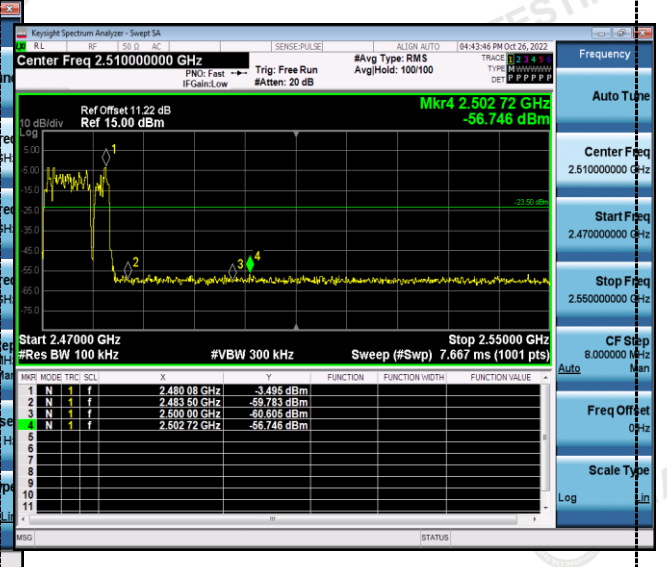 Keysight Spectrum Analyzer - Swept SA
RL RF 50 Ω AC SENSE:PULSE ALIGN AUTO 04:43:46 PM Oct 26, 2022
Center Freq 2.510000000 GHz #Avg Type: RMS TRACE 1 2 3 4 5 6
PNO: Fast Trig: Free Run Avg|Hold: 100/100 TYPE M WWWWW
IFGain:Low #Atten: 20 dB DET P P P P P P
Mkr4 2.502 72 GHz
Ref Offset 11.22 dB
10 dB/div Ref 15.00 dBm -56.746 dBm
Log
5.00
-5.00
-15.0
-23.50 dBm
-25.0
-35.0
-45.0
-55.0
-65.0
-75.0
1
2
3
4
Start 2.47000 GHz Stop 2.55000 GHz
#Res BW 100 kHz #VBW 300 kHz Sweep (#Swp) 7.667 ms (1001 pts)
MKR MODE TRC SCL X Y FUNCTION FUNCTION WIDTH FUNCTION VALUE
1 N 1 f 2.480 08 GHz -3.495 dBm
2 N 1 f 2.483 50 GHz -59.783 dBm
3 N 1 f 2.500 00 GHz -60.605 dBm
4 N 1 f 2.502 72 GHz -56.746 dBm
5
6
7
8
9
10
11
MSG STATUS
Frequency
Auto Tune
Center Freq
2.510000000 GHz
Start Freq
2.470000000 GHz
Stop Freq
2.550000000 GHz
CF Step
8.000000 MHz
Auto Man
Freq Offset
0 Hz
Scale Type
Log Lin